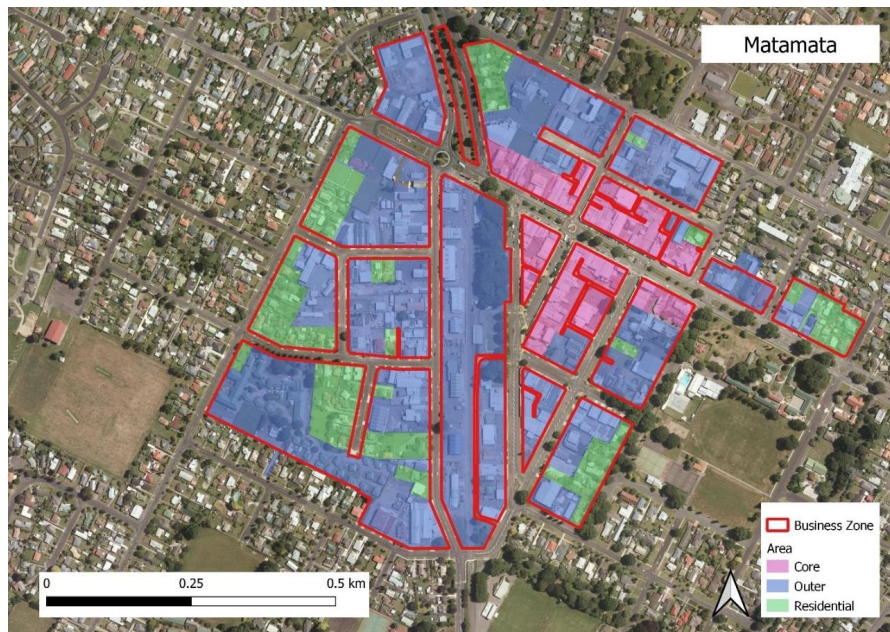 Matamata
Business Zone
Area
Core
Outer
Residential
0
0.25
0.5 km